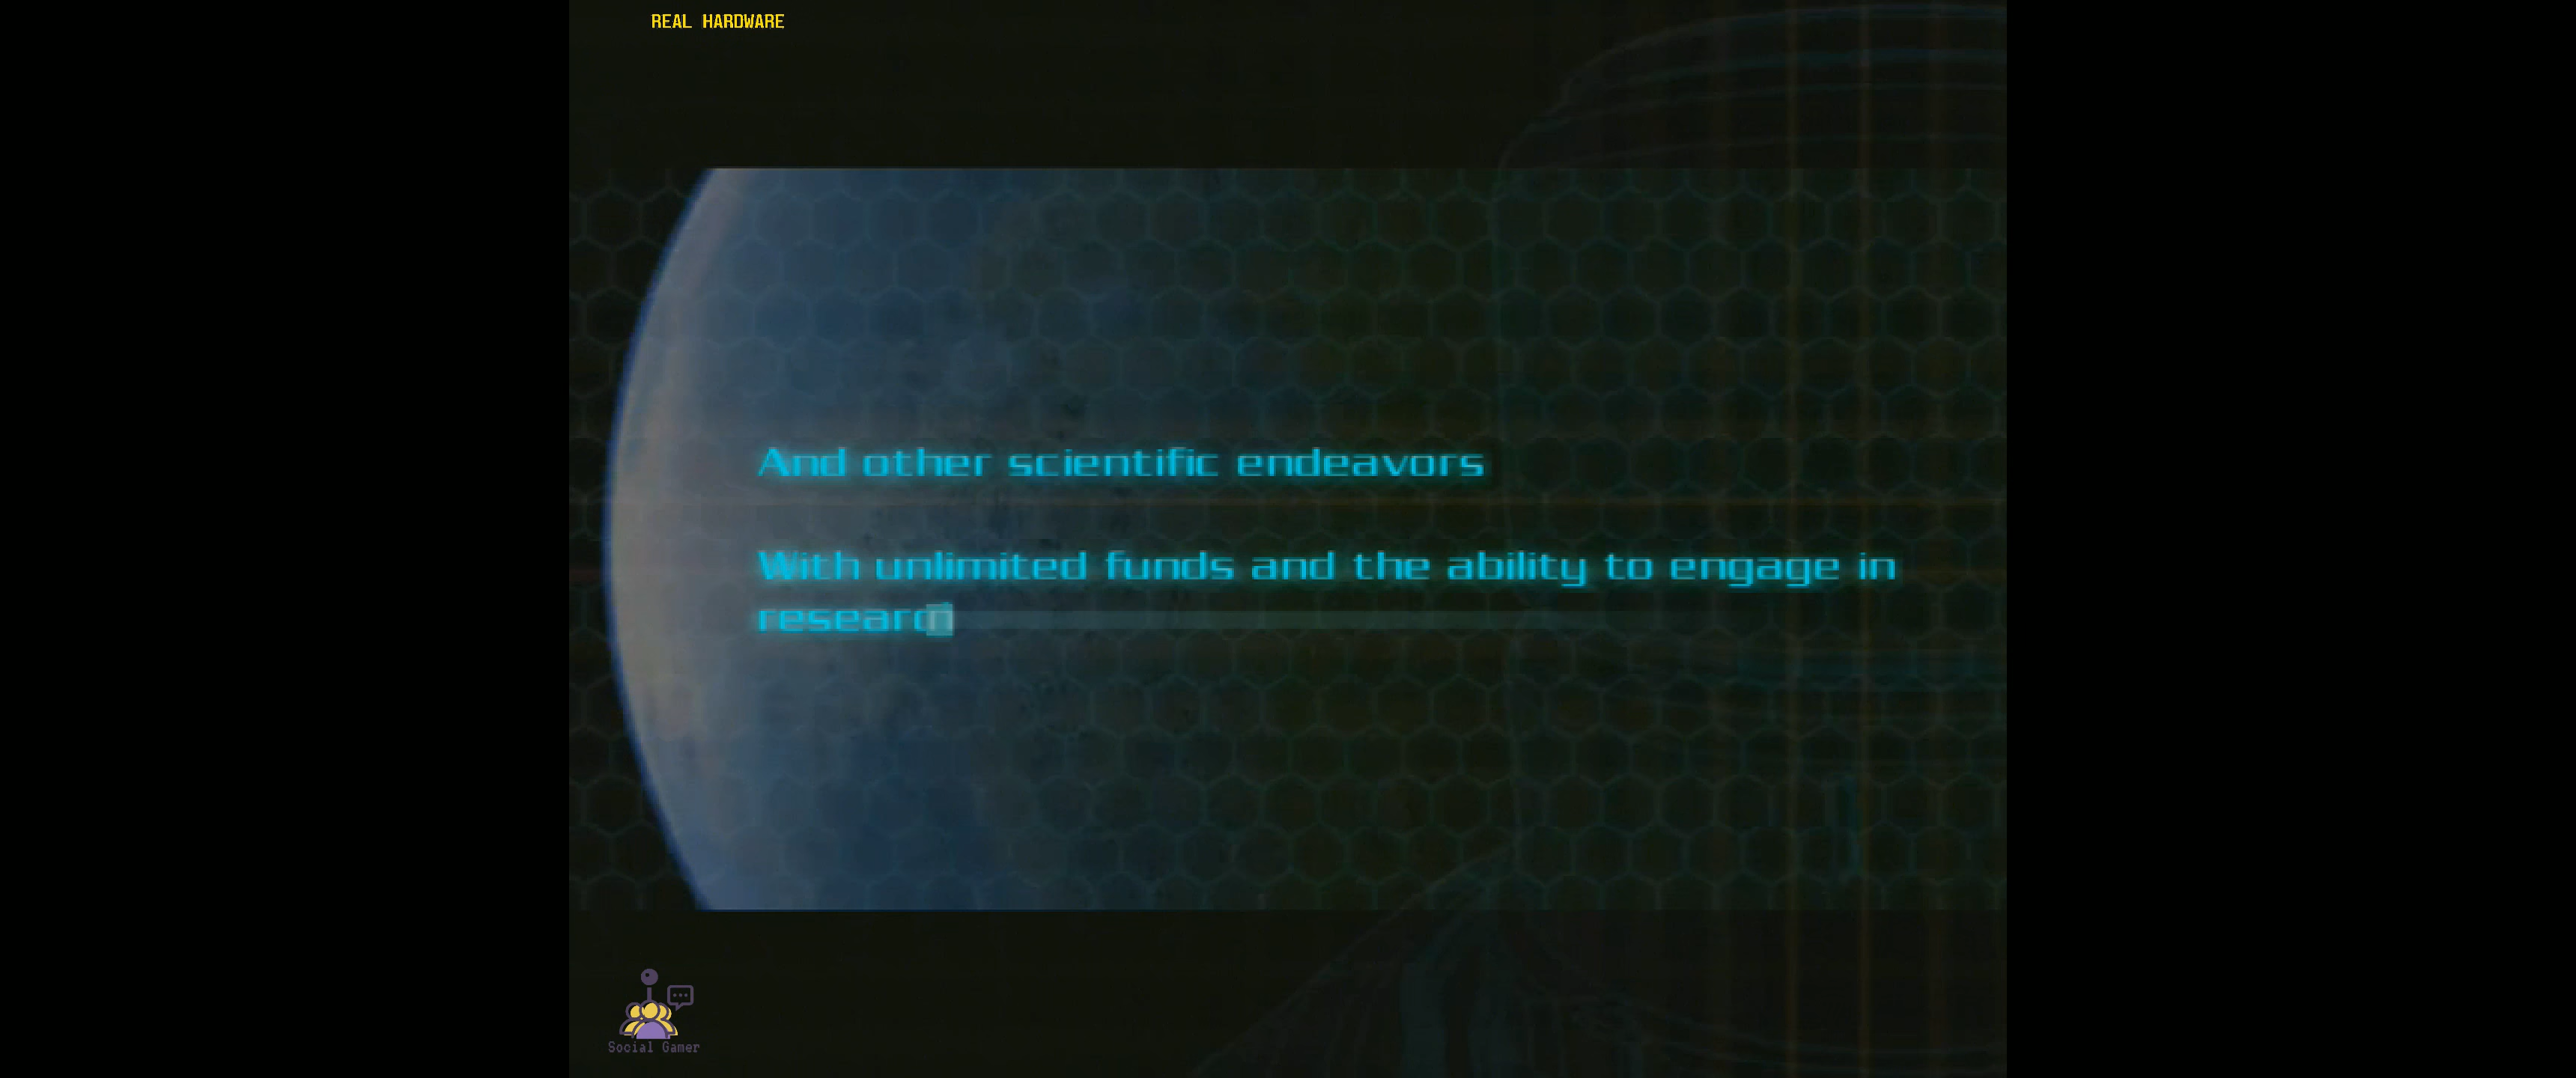 REAL HARDWARE
And other scientific endeavors
With unlimited funds and the ability to engage in
researc
Social Gamer